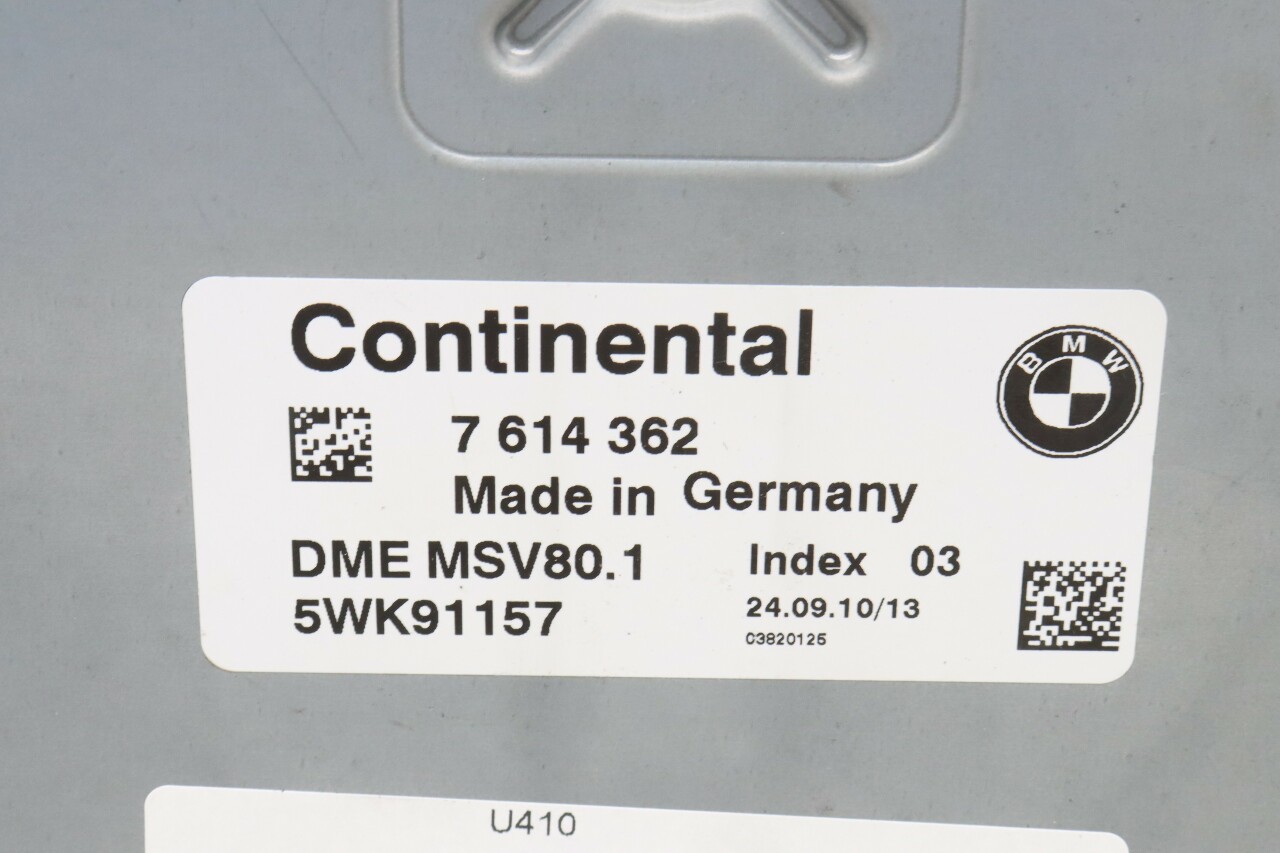 Continental
BMW
7 614 362
Made in Germany
DME MSV80.1 Index 03
5WK91157 24.09.10/13
03820125
U410